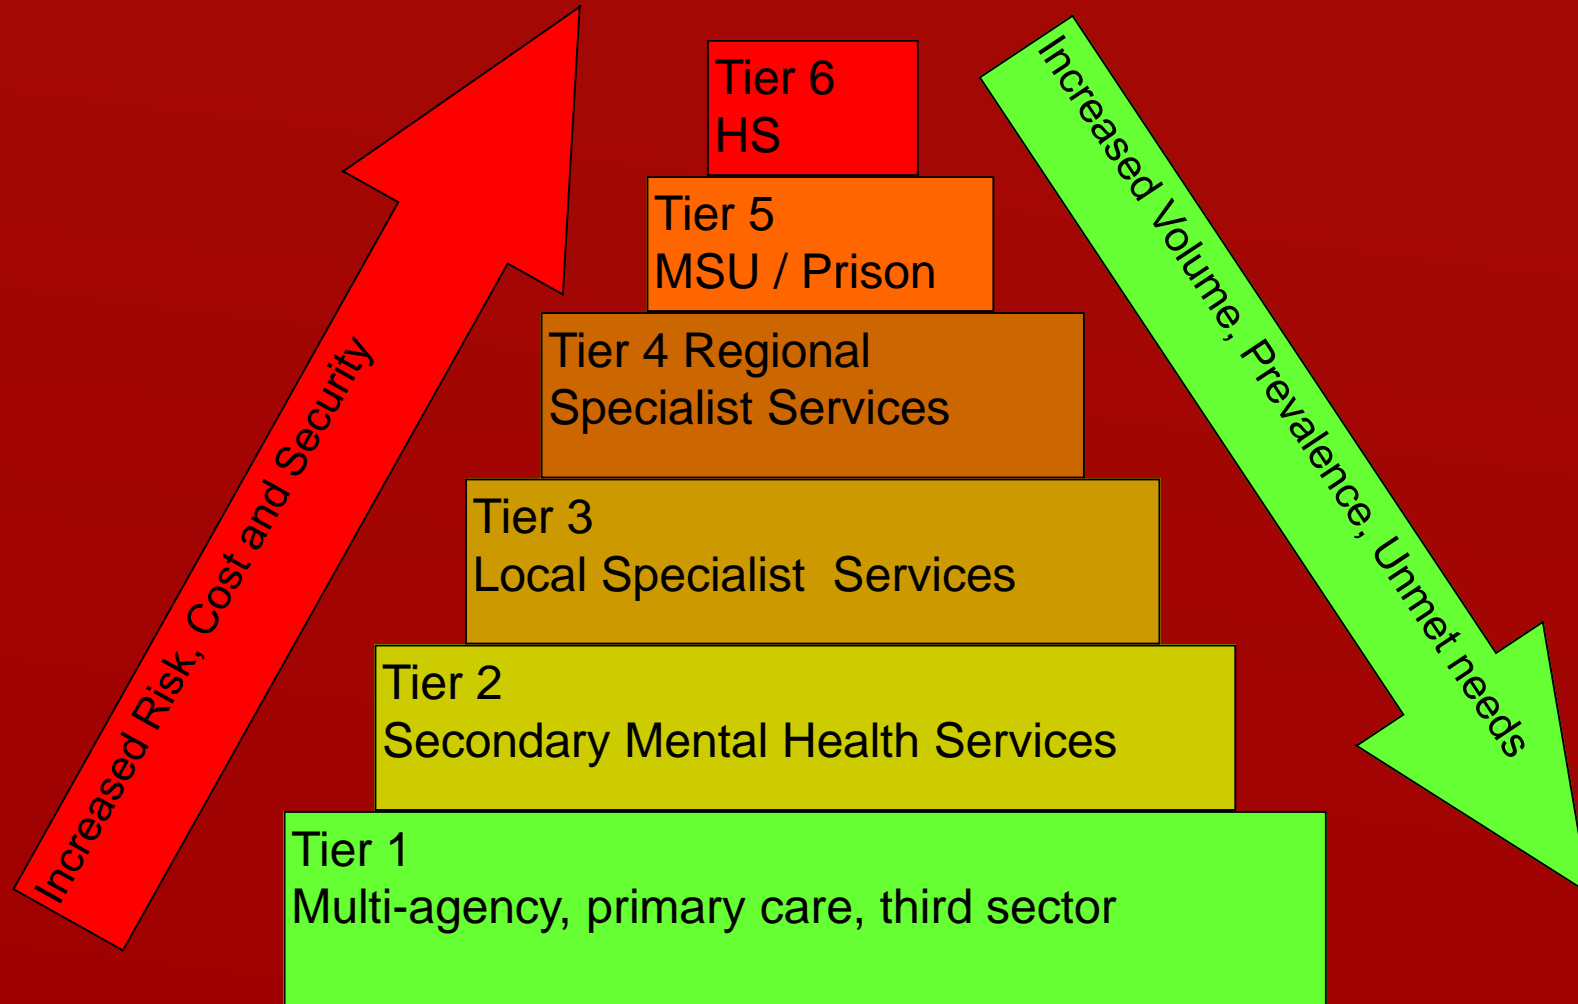 Tier 6
HS
Tier 5
MSU / Prison
Tier 4 Regional
Specialist Services
Tier 3
Local Specialist  Services
Tier 2
Secondary Mental Health Services
Tier 1
Multi-agency, primary care, third sector
Increased Risk, Cost and Security
Increased Volume, Prevalence, Unmet needs